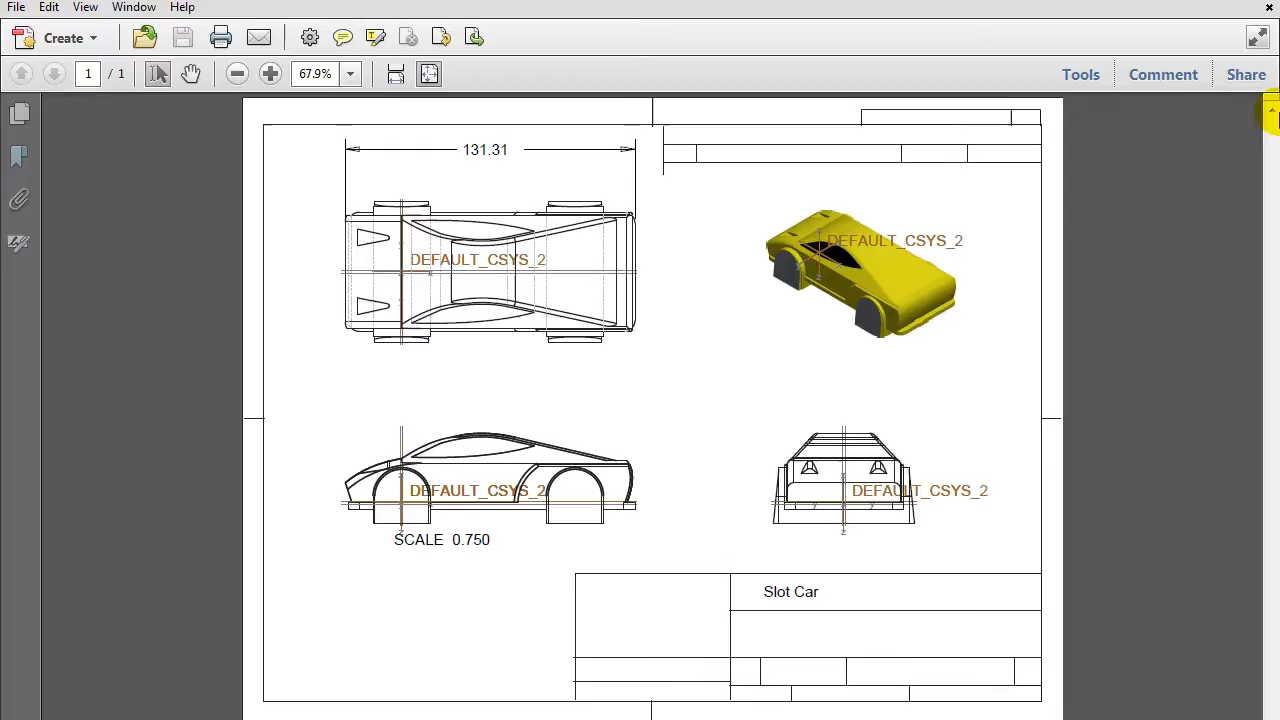 File Edit View Window Help
Create
1 / 1 67.9% Tools Comment Share
131.31
DEFAULT_CSYS_2
DEFAULT_CSYS_2
DEFAULT_CSYS_2
DEFAULT_CSYS_2
SCALE 0.750
Slot Car